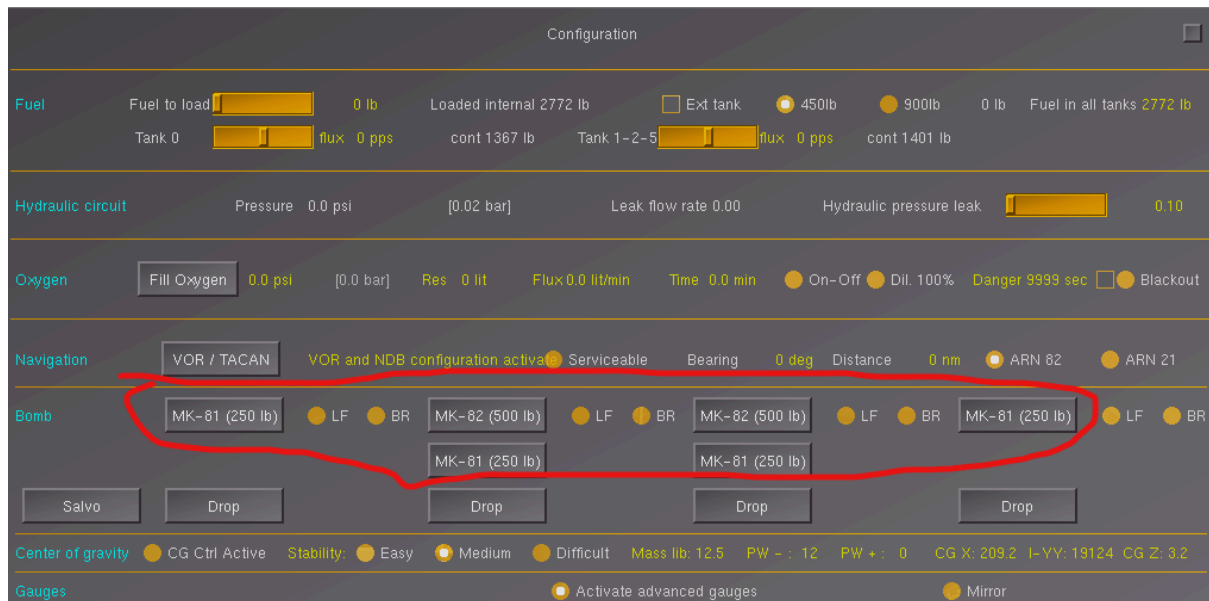 Configuration
Fuel Fuel to load 0 lb Loaded internal 2772 lb Ext tank 450lb 900lb 0 lb Fuel in all tanks 2772 lb
Tank 0 flux 0 pps cont 1367 lb Tank 1-2-5 flux 0 pps cont 1401 lb
Hydraulic circuit Pressure 0.0 psi [0.02 bar] Leak flow rate 0.00 Hydraulic pressure leak 0.10
Oxygen Fill Oxygen 0.0 psi [0.0 bar] Res 0 lit Flux 0.0 lit/min Time 0.0 min On-Off Dil. 100% Danger 9999 sec Blackout
Navigation VOR / TACAN VOR and NDB configuration activate Serviceable Bearing 0 deg Distance 0 nm ARN 82 ARN 21
Bomb MK-81 (250 lb) LF BR MK-82 (500 lb) LF BR MK-82 (500 lb) LF BR MK-81 (250 lb) LF BR
MK-81 (250 lb) MK-81 (250 lb)
Salvo Drop Drop Drop Drop
Center of gravity CG Ctrl Active Stability: Easy Medium Difficult Mass lib: 12.5 PW - : 12 PW + : 0 CG X: 209.2 I-YY: 19124 CG Z: 3.2
Gauges Activate advanced gauges Mirror